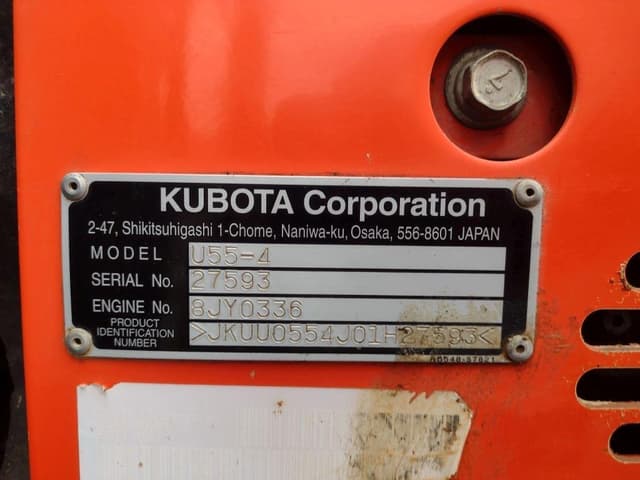 KUBOTA Corporation
2-47, Shikitsuhigashi 1-Chome, Naniwa-ku, Osaka, 556-8601 JAPAN
MODEL U55-4
SERIAL No. 27593
ENGINE No. 8JY0336
PRODUCT IDENTIFICATION NUMBER >JKUU0554J01H27593<